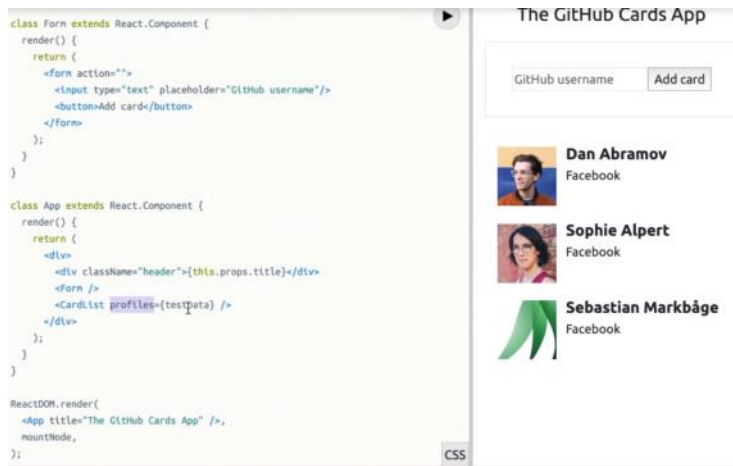 class Form extends React.Component {
  render() {
    return (
      <form action="">
        <input type="text" placeholder="GitHub username"/>
        <button>Add card</button>
      </form>
    );
  }
}

class App extends React.Component {
  render() {
    return (
      <div>
        <div className="header">{this.props.title}</div>
        <Form />
        <CardList profiles={testData} />
      </div>
    );
  }
}

ReactDOM.render(
  <App title="The GitHub Cards App" />,
  mountNode,
);
CSS
The GitHub Cards App
GitHub username Add card
Dan Abramov
Facebook
Sophie Alpert
Facebook
Sebastian Markbåge
Facebook